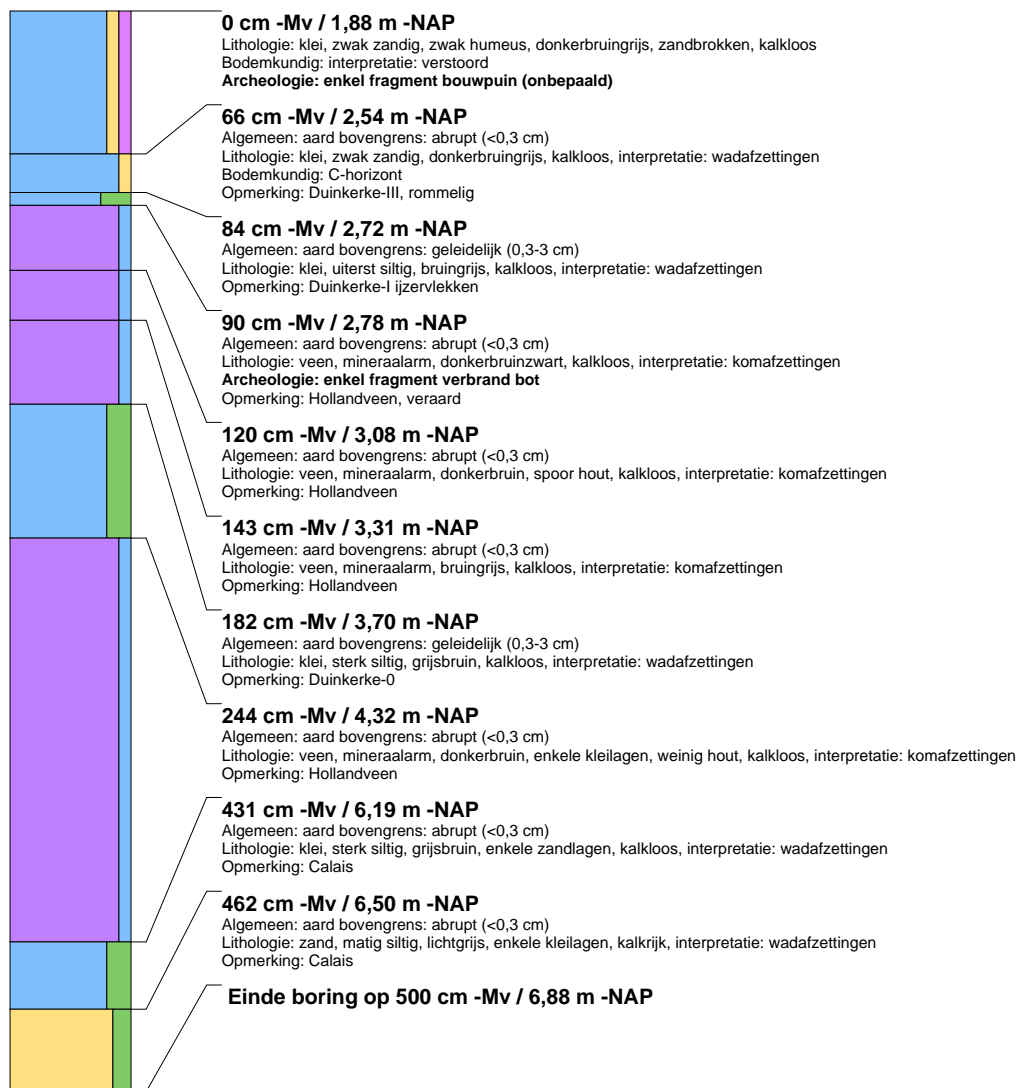 0 cm -Mv / 1,88 m -NAP
Lithologie: klei, zwak zandig, zwak humeus, donkerbruingrijs, zandbrokken, kalkloos
Bodemkundig: interpretatie: verstoord
Archeologie: enkel fragment bouwpuin (onbepaald)
66 cm -Mv / 2,54 m -NAP
Algemeen: aard bovengrens: abrupt (<0,3 cm)
Lithologie: klei, zwak zandig, donkerbruingrijs, kalkloos, interpretatie: wadafzettingen
Bodemkundig: C-horizont
Opmerking: Duinkerke-III, rommelig
84 cm -Mv / 2,72 m -NAP
Algemeen: aard bovengrens: geleidelijk (0,3-3 cm)
Lithologie: klei, uiterst siltig, bruingrijs, kalkloos, interpretatie: wadafzettingen
Opmerking: Duinkerke-I ijzervlekken
90 cm -Mv / 2,78 m -NAP
Algemeen: aard bovengrens: abrupt (<0,3 cm)
Lithologie: veen, mineraalarm, donkerbruinzwart, kalkloos, interpretatie: komafzettingen
Archeologie: enkel fragment verbrand bot
Opmerking: Hollandveen, veraard
120 cm -Mv / 3,08 m -NAP
Algemeen: aard bovengrens: abrupt (<0,3 cm)
Lithologie: veen, mineraalarm, donkerbruin, spoor hout, kalkloos, interpretatie: komafzettingen
Opmerking: Hollandveen
143 cm -Mv / 3,31 m -NAP
Algemeen: aard bovengrens: abrupt (<0,3 cm)
Lithologie: veen, mineraalarm, bruingrijs, kalkloos, interpretatie: komafzettingen
Opmerking: Hollandveen
182 cm -Mv / 3,70 m -NAP
Algemeen: aard bovengrens: geleidelijk (0,3-3 cm)
Lithologie: klei, sterk siltig, grijsbruin, kalkloos, interpretatie: wadafzettingen
Opmerking: Duinkerke-0
244 cm -Mv / 4,32 m -NAP
Algemeen: aard bovengrens: abrupt (<0,3 cm)
Lithologie: veen, mineraalarm, donkerbruin, enkele kleilagen, weinig hout, kalkloos, interpretatie: komafzettingen
Opmerking: Hollandveen
431 cm -Mv / 6,19 m -NAP
Algemeen: aard bovengrens: abrupt (<0,3 cm)
Lithologie: klei, sterk siltig, grijsbruin, enkele zandlagen, kalkloos, interpretatie: wadafzettingen
Opmerking: Calais
462 cm -Mv / 6,50 m -NAP
Algemeen: aard bovengrens: abrupt (<0,3 cm)
Lithologie: zand, matig siltig, lichtgrijs, enkele kleilagen, kalkrijk, interpretatie: wadafzettingen
Opmerking: Calais
Einde boring op 500 cm -Mv / 6,88 m -NAP